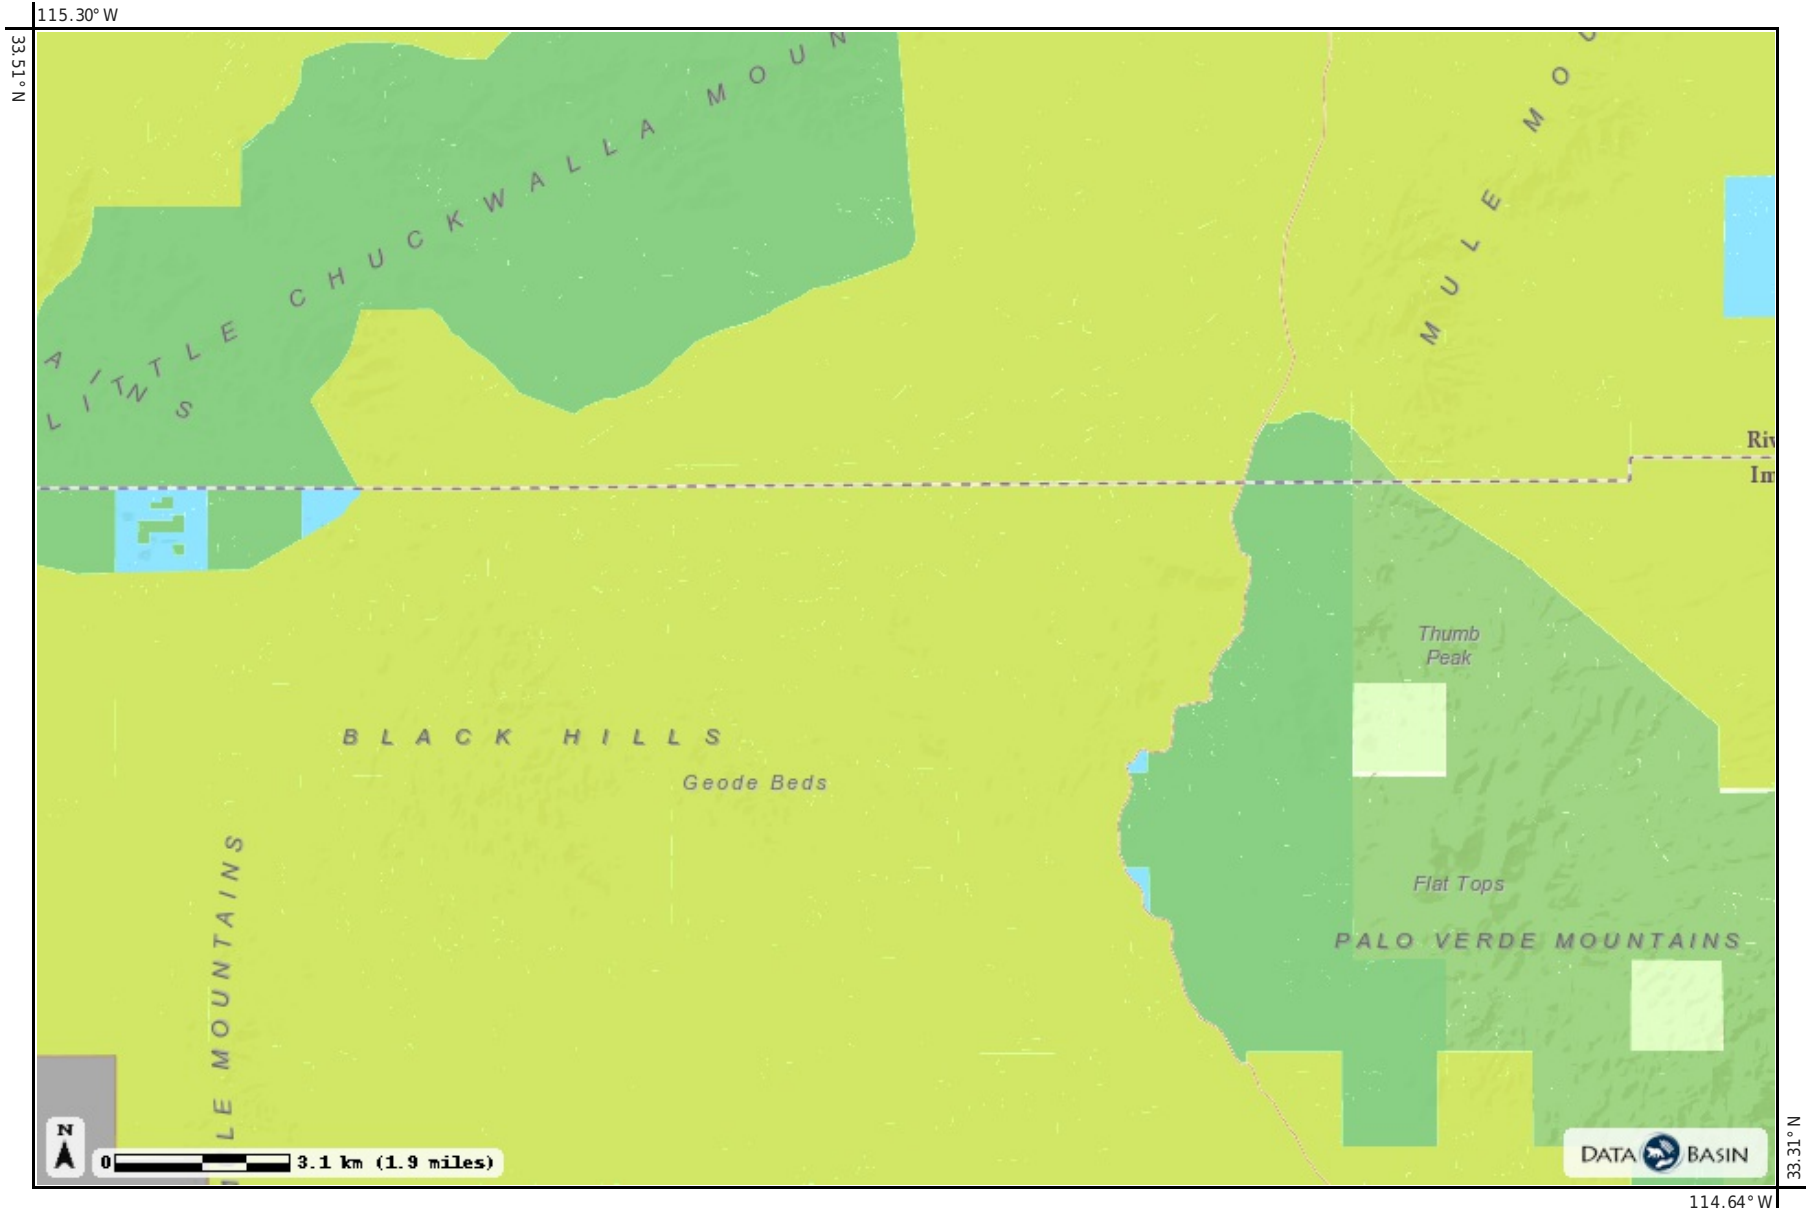 115.30° W
33.51° N
LITTLE CHUCKWALLA MOUN
MULE MO
A I N S
Riv
Im
Thumb
Peak
BLACK HILLS
Geode Beds
Flat Tops
PALO VERDE MOUNTAINS
LE MOUNTAINS
N
0 3.1 km (1.9 miles)
DATA BASIN
33.31° N
114.64° W